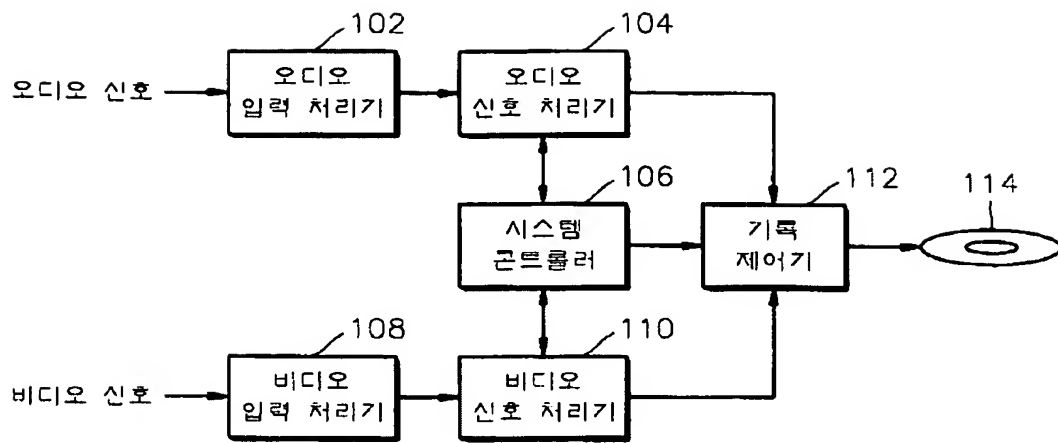 102
104
오디오 신호
오디오
입력 처리기
오디오
신호 처리기
106
112
114
시스템
콘트롤러
기록
제어기
108
110
비디오 신호
비디오
입력 처리기
비디오
신호 처리기